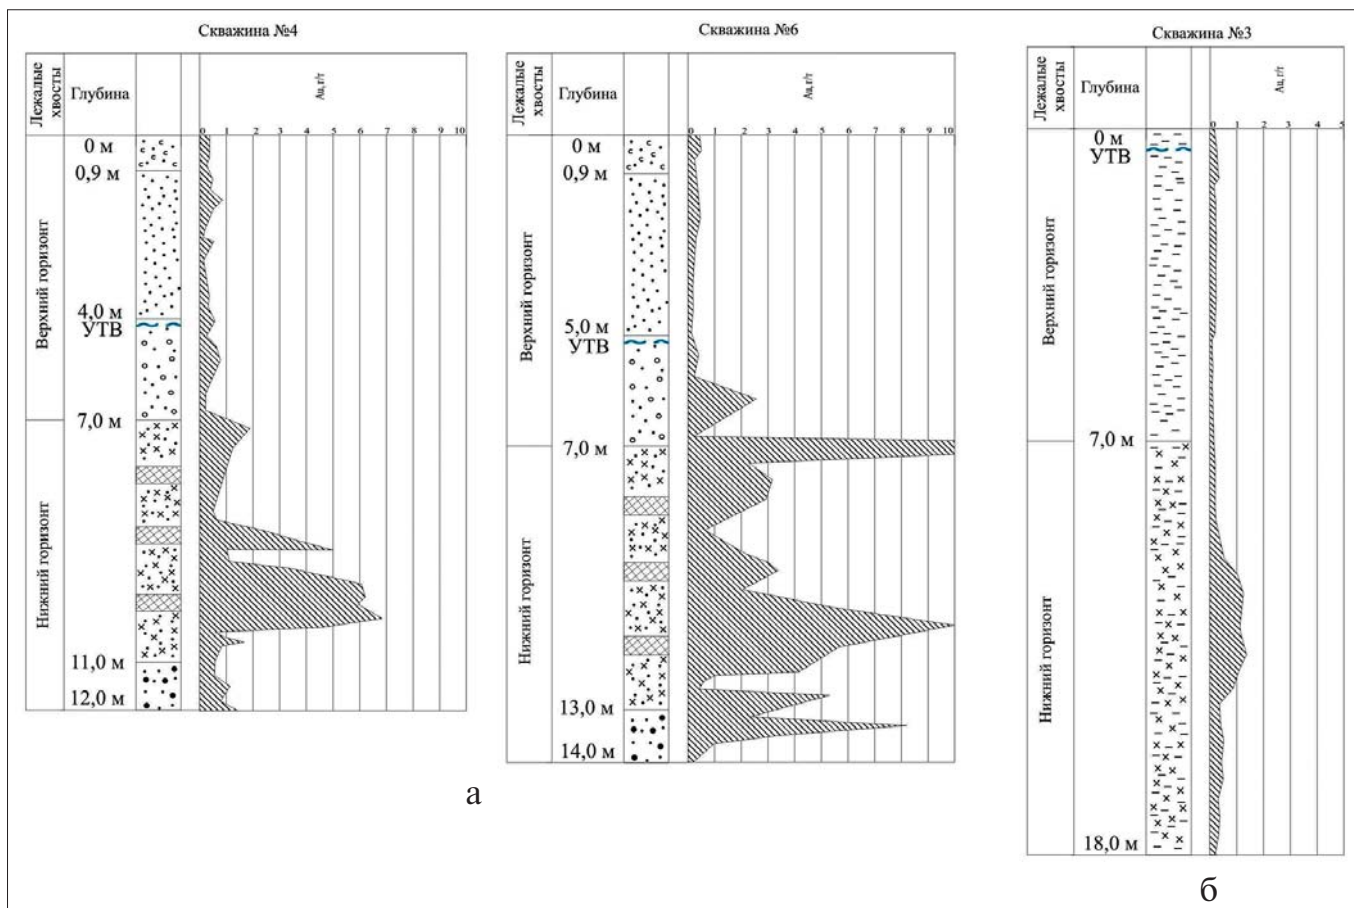 Скважина №4
Лежалые хвосты
Глубина
Au, г/т
0 1 2 3 4 5 6 7 8 9 10
Верхний горизонт
0 м
0,9 м
4,0 м
УТВ
7,0 м
Нижний горизонт
11,0 м
12,0 м
Скважина №6
Лежалые хвосты
Глубина
Au, г/т
0 1 2 3 4 5 6 7 8 9 10
Верхний горизонт
0 м
0,9 м
5,0 м
УТВ
7,0 м
Нижний горизонт
13,0 м
14,0 м
а
Скважина №3
Лежалые хвосты
Глубина
Au, г/т
0 1 2 3 4 5
Верхний горизонт
0 м
УТВ
7,0 м
Нижний горизонт
18,0 м
б